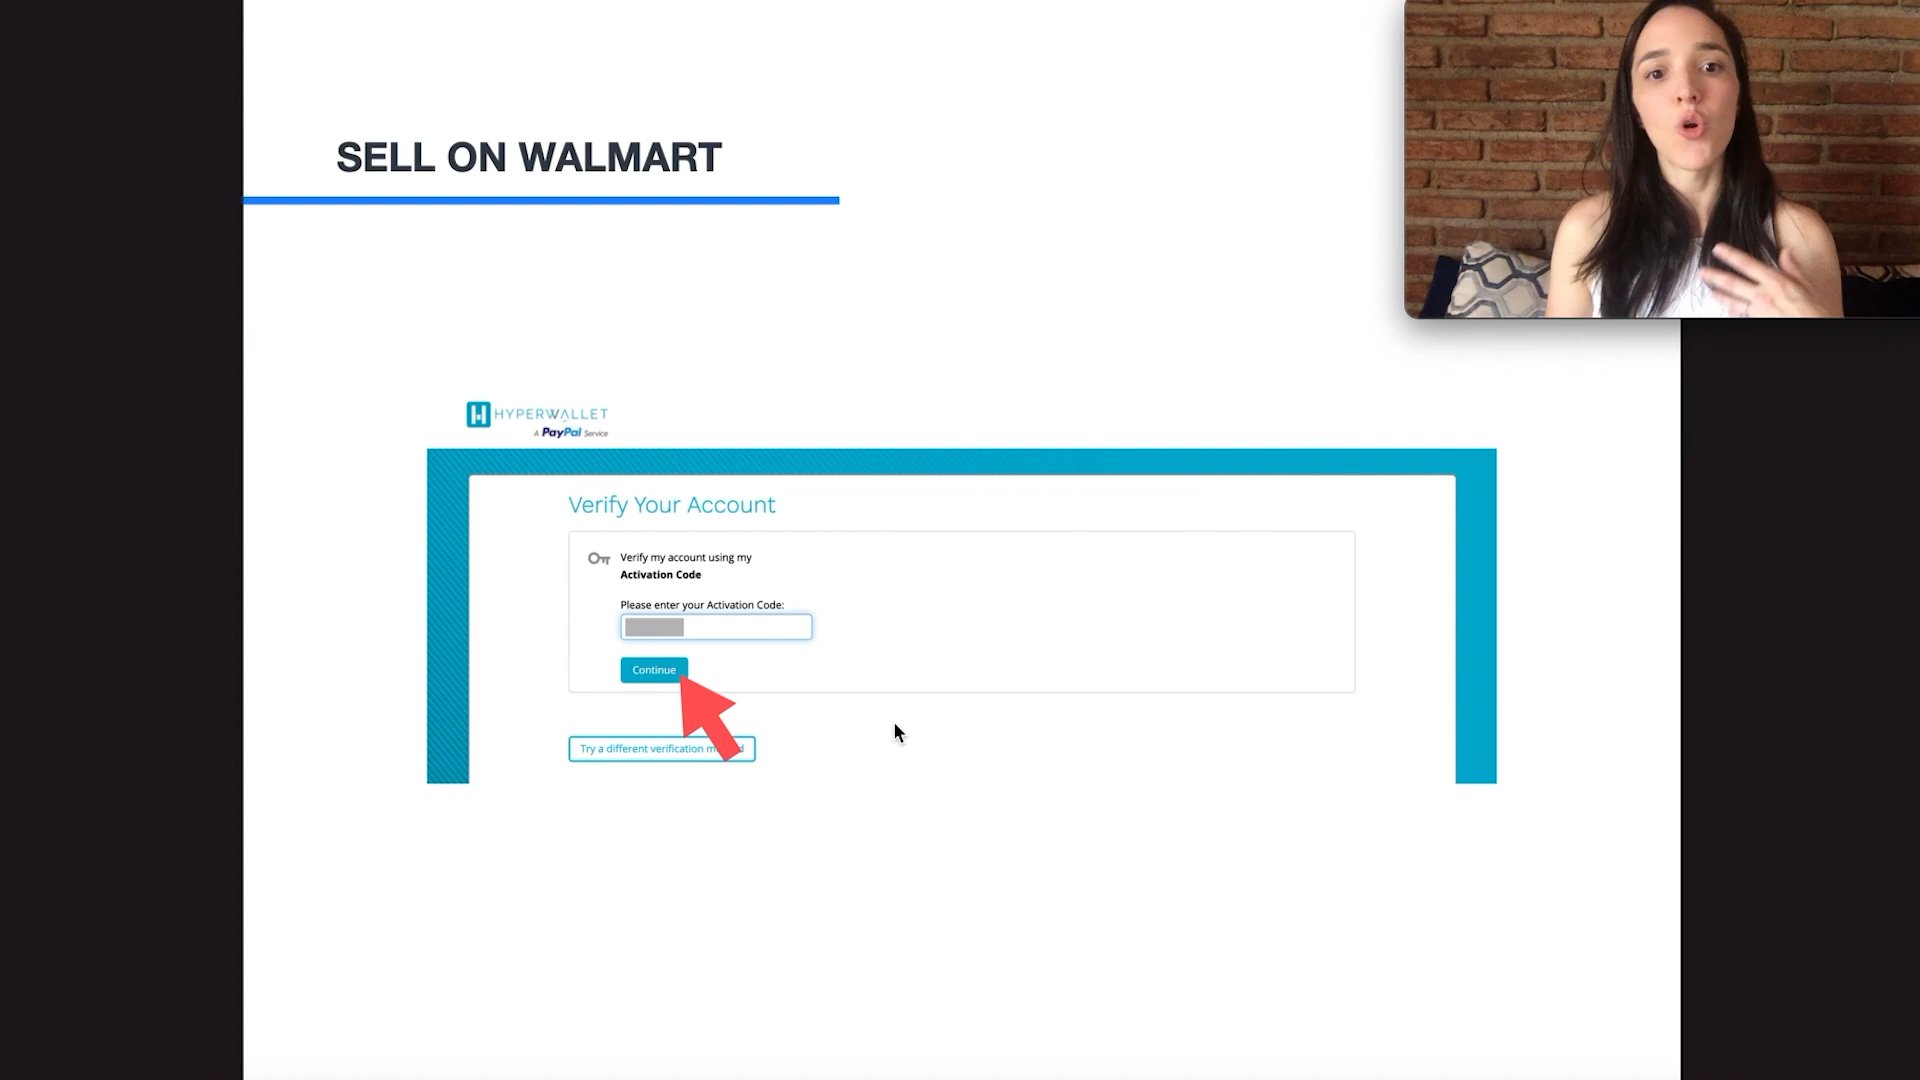 SELL ON WALMART
HYPERWALLET
A PayPal Service
Verify Your Account
Verify my account using my
Activation Code
Please enter your Activation Code:
Continue
Try a different verification